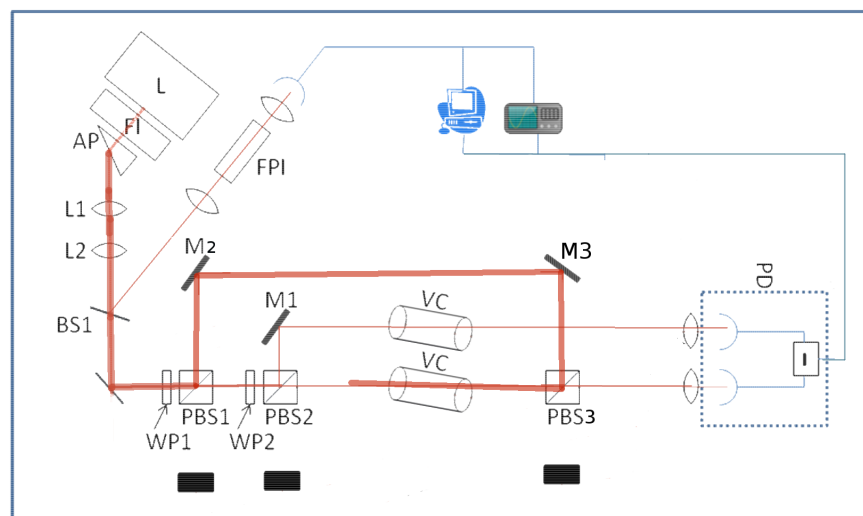 L
FI
AP
FPI
L1
L2
M2
M3
BS1
M1
VC
PD
VC
I
PBS1
PBS2
PBS3
WP1
WP2